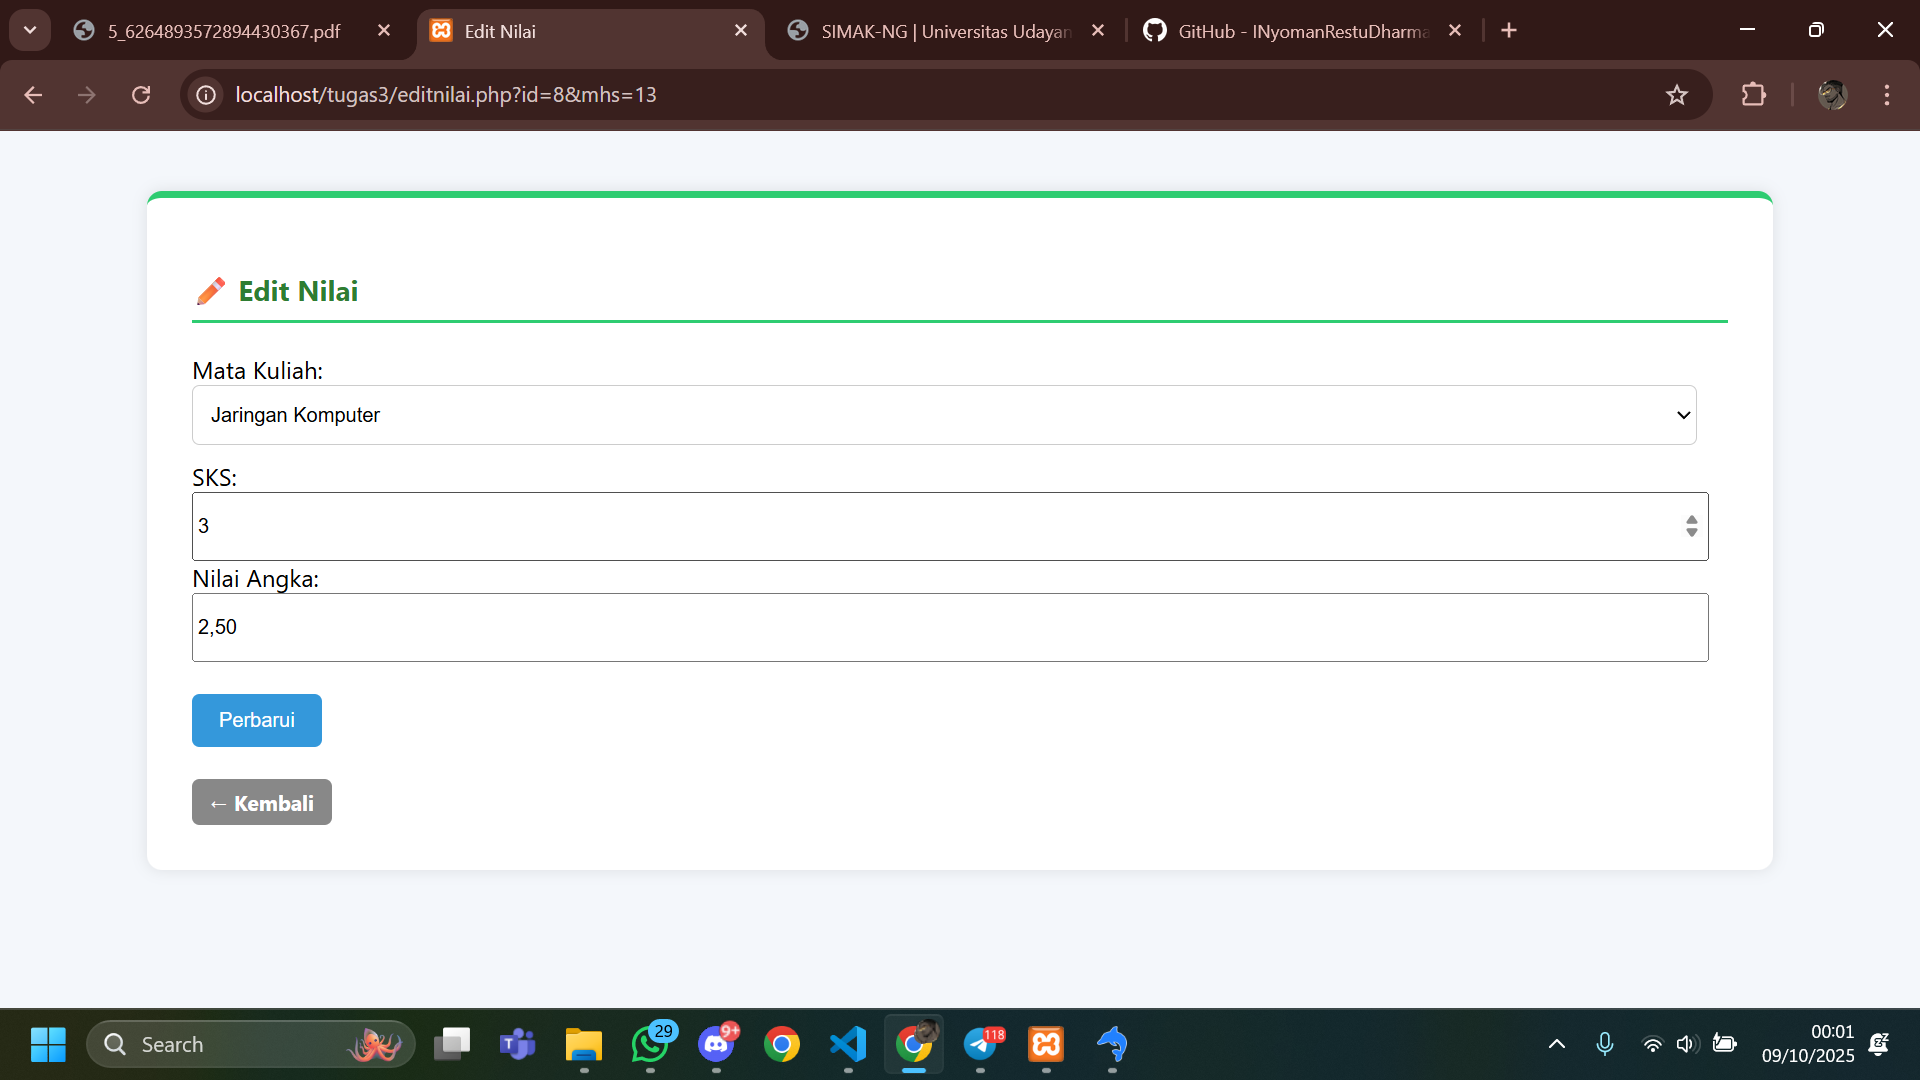 5_6264893572894430367.pdf
Edit Nilai
SIMAK-NG | Universitas Udayan
GitHub - INyomanRestuDharma
localhost/tugas3/editnilai.php?id=8&mhs=13
Edit Nilai
Mata Kuliah:
Jaringan Komputer
SKS:
3
Nilai Angka:
2,50
Perbarui
← Kembali
Search
29
9+
118
00:01
09/10/2025